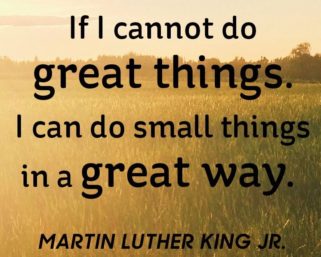 If I cannot do
great things.
I can do small things
in a great way.
MARTIN LUTHER KING JR.